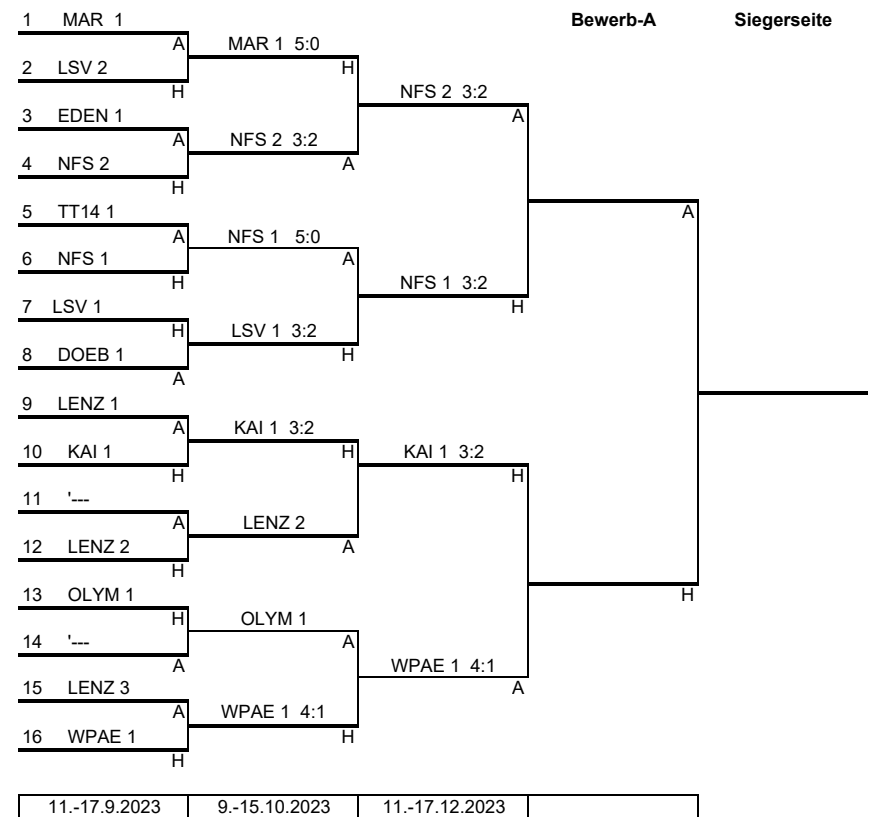 1 MAR 1 Bewerb-A Siegerseite
A MAR 1 5:0
2 LSV 2 H
H NFS 2 3:2
3 EDEN 1 A
A NFS 2 3:2
4 NFS 2 A
H
5 TT14 1 A
A NFS 1 5:0
6 NFS 1 A
H NFS 1 3:2
7 LSV 1 H
H LSV 1 3:2
8 DOEB 1 H
A
9 LENZ 1
A KAI 1 3:2
10 KAI 1 H KAI 1 3:2
H H
11 '---
A LENZ 2
12 LENZ 2 A
H
13 OLYM 1 H
H OLYM 1
14 '--- A
A WPAE 1 4:1
15 LENZ 3 A
A WPAE 1 4:1
16 WPAE 1 H
H
11.-17.9.2023 9.-15.10.2023 11.-17.12.2023